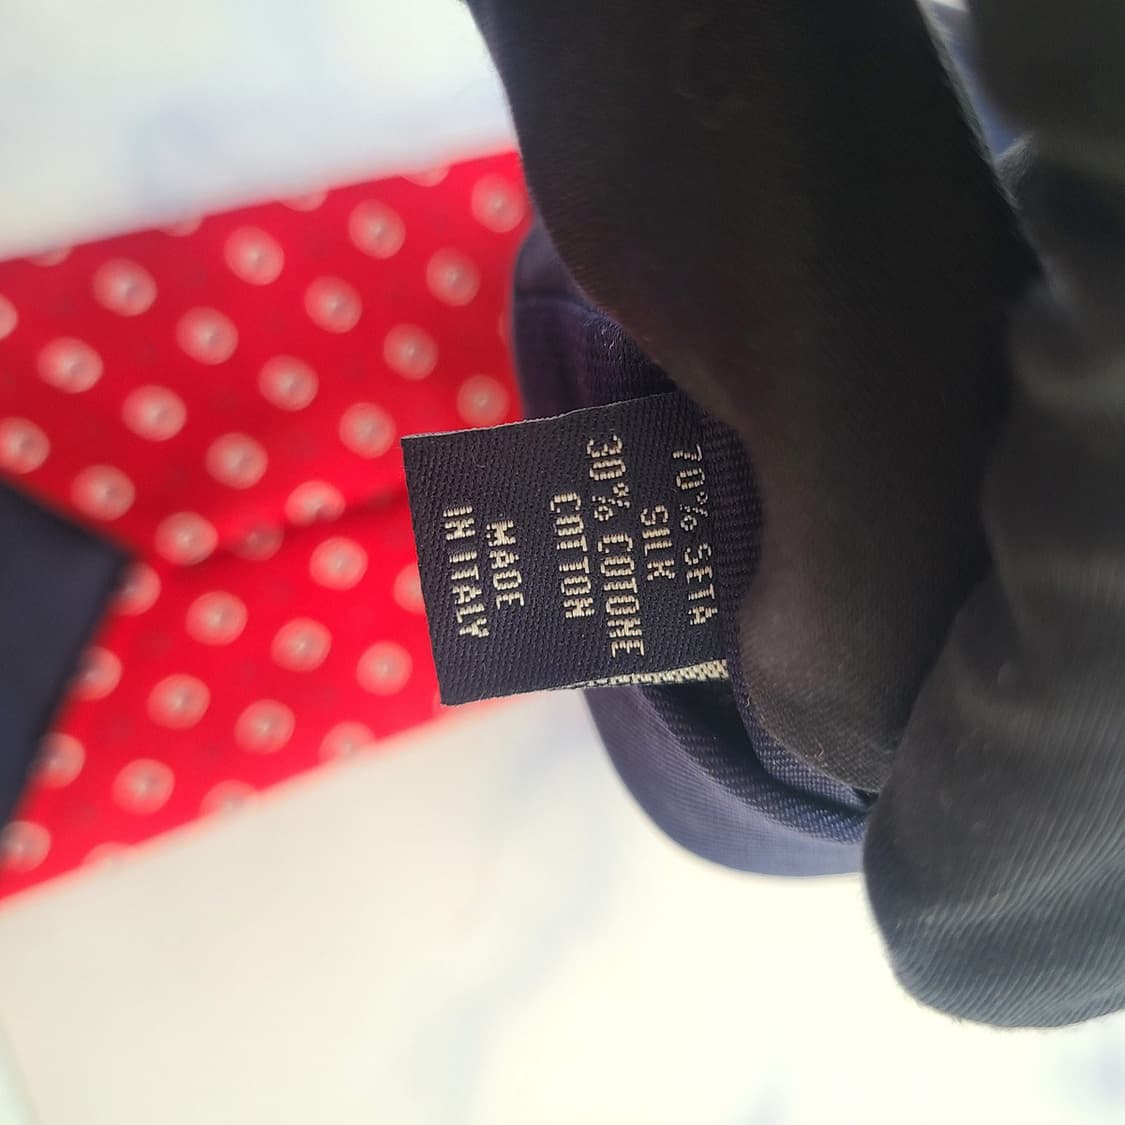 70% SETA
SILK
30% COTONE
COTTON
MADE
IN ITALY